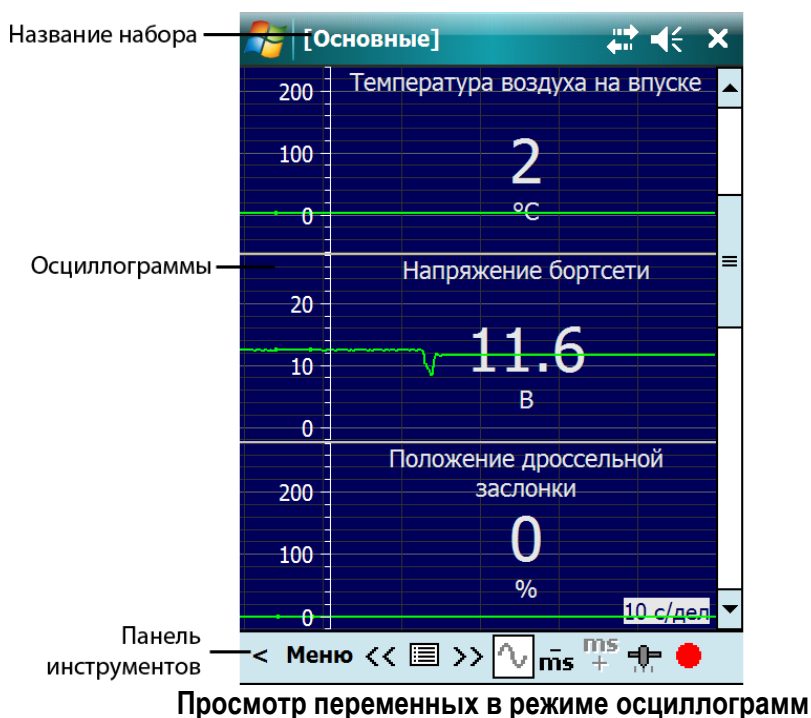 Название набора
[Основные]
Температура воздуха на впуске
200
100
0
2
°C
Осциллограммы
Напряжение бортсети
20
10
0
11.6
В
Положение дроссельной
заслонки
200
100
0
0
%
10 с/дел
Панель
инструментов
< Меню << >> ms ms
Просмотр переменных в режиме осциллограмм